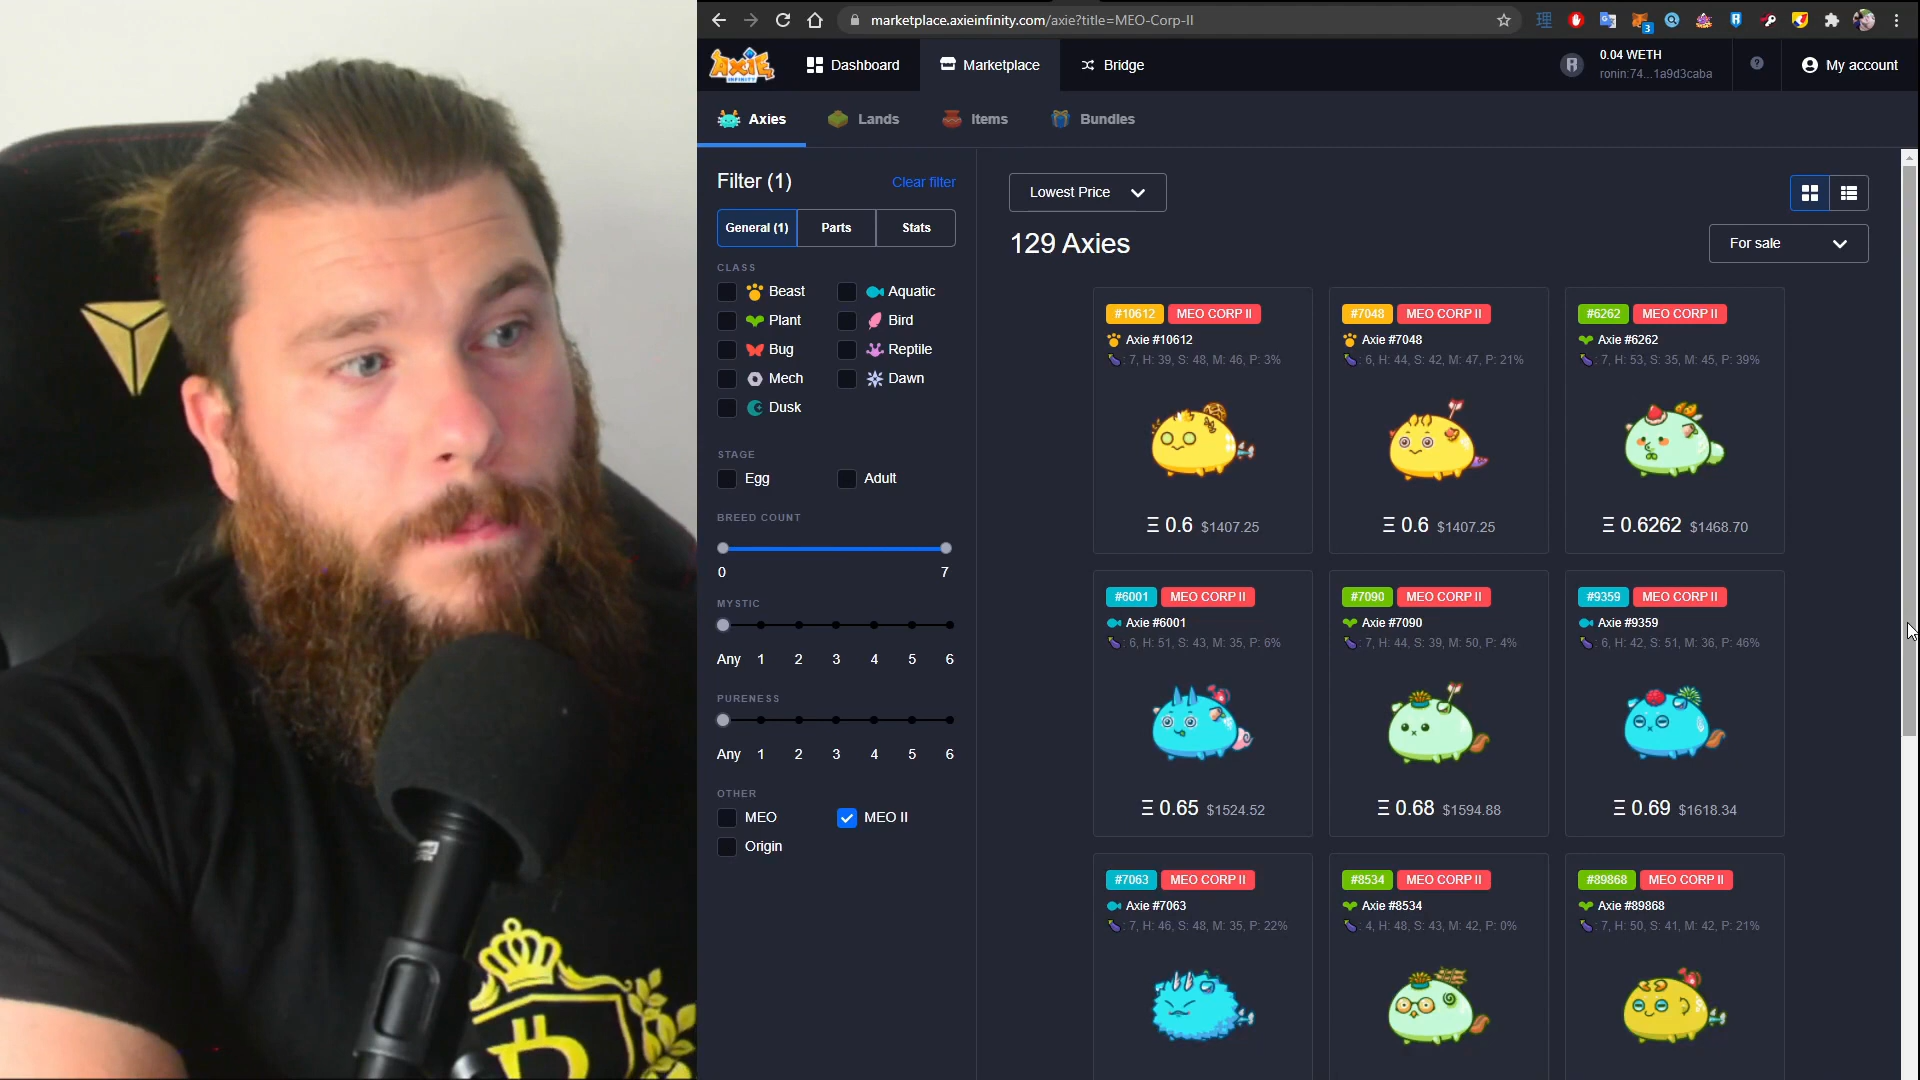 marketplace.axieinfinity.com/axie?title=MEO-Corp-II
3
AXIE
INFINITY
Dashboard
Marketplace
Bridge
0.04 WETH
ronin:74...1a9d3caba
My account
Axies
Lands
Items
Bundles
Filter (1)
Clear filter
General (1)
Parts
Stats
CLASS
Beast
Aquatic
Plant
Bird
Bug
Reptile
Mech
Dawn
Dusk
STAGE
Egg
Adult
BREED COUNT
0
7
MYSTIC
Any 1 2 3 4 5 6
PURENESS
Any 1 2 3 4 5 6
OTHER
MEO
MEO II
Origin
Lowest Price
129 Axies
For sale
#10612 MEO CORP II
Axie #10612
: 7, H: 39, S: 48, M: 46, P: 3%
Ξ 0.6 $1407.25
#7048 MEO CORP II
Axie #7048
: 6, H: 44, S: 42, M: 47, P: 21%
Ξ 0.6 $1407.25
#6262 MEO CORP II
Axie #6262
: 7, H: 53, S: 35, M: 45, P: 39%
Ξ 0.6262 $1468.70
#6001 MEO CORP II
Axie #6001
: 6, H: 51, S: 43, M: 35, P: 6%
Ξ 0.65 $1524.52
#7090 MEO CORP II
Axie #7090
: 7, H: 44, S: 39, M: 50, P: 4%
Ξ 0.68 $1594.88
#9359 MEO CORP II
Axie #9359
: 6, H: 42, S: 51, M: 36, P: 46%
Ξ 0.69 $1618.34
#7063 MEO CORP II
Axie #7063
: 7, H: 46, S: 48, M: 35, P: 22%
#8534 MEO CORP II
Axie #8534
: 4, H: 48, S: 43, M: 42, P: 0%
#89868 MEO CORP II
Axie #89868
: 7, H: 50, S: 41, M: 42, P: 21%